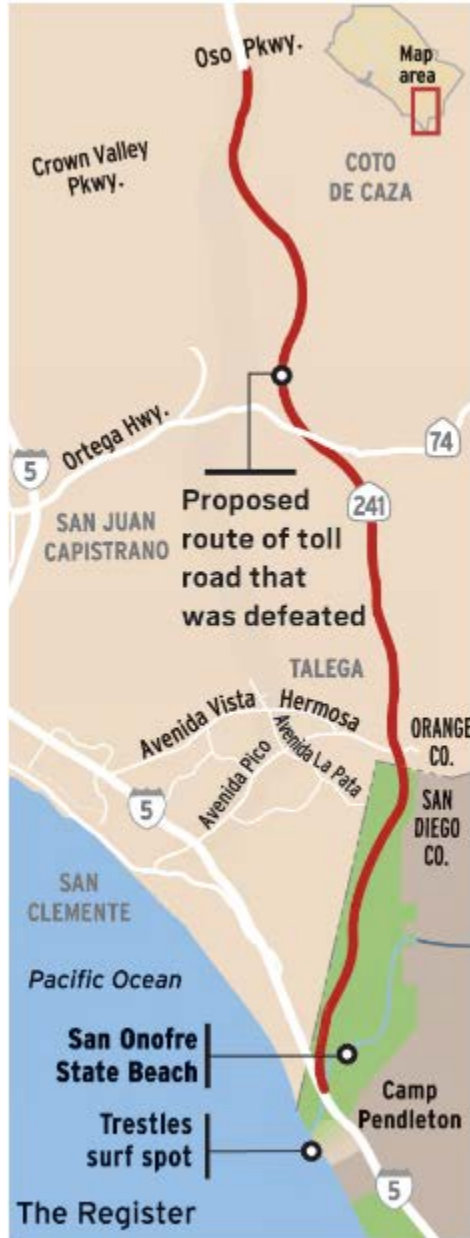 Oso Pkwy.
Map
area
Crown Valley
Pkwy.
COTO
DE CAZA
Ortega Hwy.
74
5
241
SAN JUAN
CAPISTRANO
Proposed
route of toll
road that
was defeated
TALEGA
Avenida Vista Hermosa
Avenida La Pata
Avenida Pico
ORANGE
CO.
SAN
DIEGO
CO.
5
SAN
CLEMENTE
Pacific Ocean
San Onofre
State Beach
Camp
Pendleton
Trestles
surf spot
5
The Register